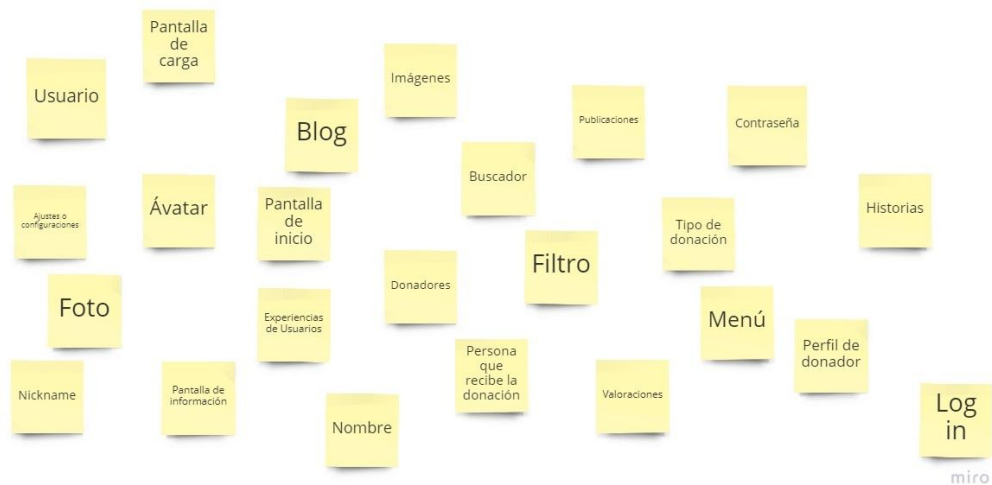 Pantalla
de
carga
Usuario
Imágenes
Blog
Publicaciones
Contraseña
Buscador
Ajustes o
configuraciones
Ávatar
Pantalla
de
inicio
Historias
Tipo de
donación
Filtro
Donadores
Foto
Experiencias
de Usuarios
Menú
Persona
que
recibe la
donación
Perfil de
donador
Nickname
Pantalla de
información
Valoraciones
Nombre
Log
in
miro